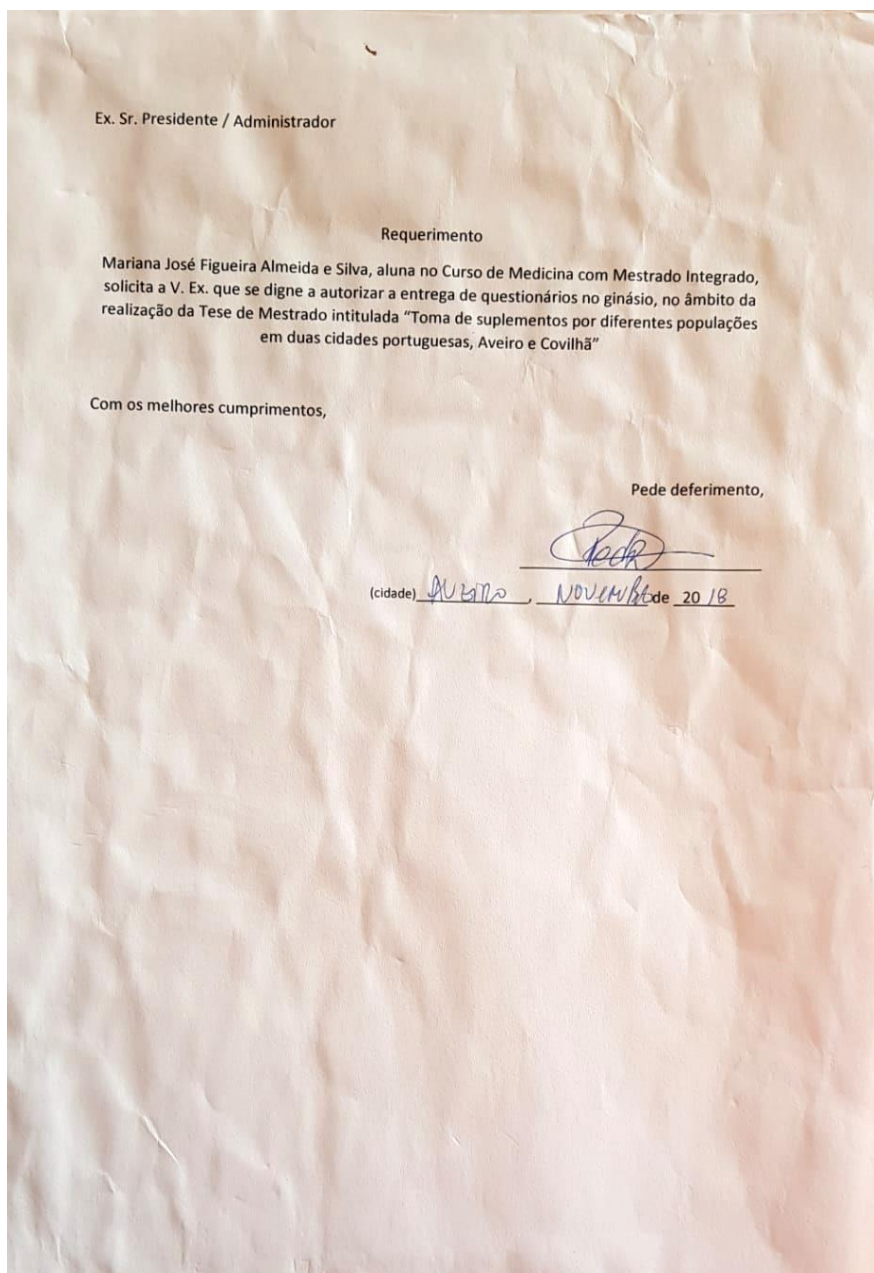 Ex. Sr. Presidente / Administrador
Requerimento
Mariana José Figueira Almeida e Silva, aluna no Curso de Medicina com Mestrado Integrado,
solicita a V. Ex. que se digne a autorizar a entrega de questionários no ginásio, no âmbito da
realização da Tese de Mestrado intitulada “Toma de suplementos por diferentes populações
em duas cidades portuguesas, Aveiro e Covilhã”
Com os melhores cumprimentos,
Pede deferimento,
(cidade) AVEIRO, NOVEMBRO de 2018